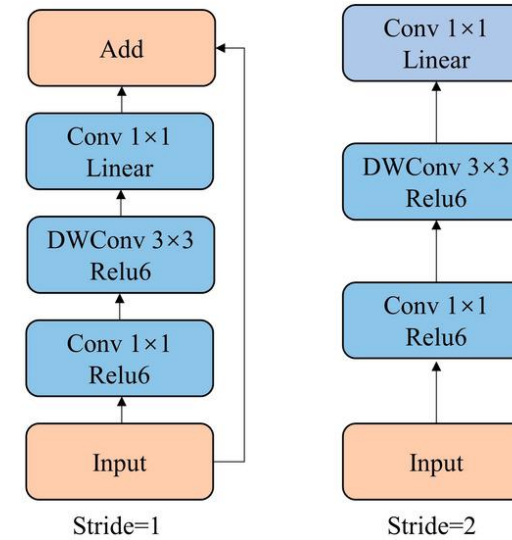 Add
Conv 1×1
Linear
DWConv 3×3
Relu6
Conv 1×1
Relu6
Input
Stride=1
Conv 1×1
Linear
DWConv 3×3
Relu6
Conv 1×1
Relu6
Input
Stride=2